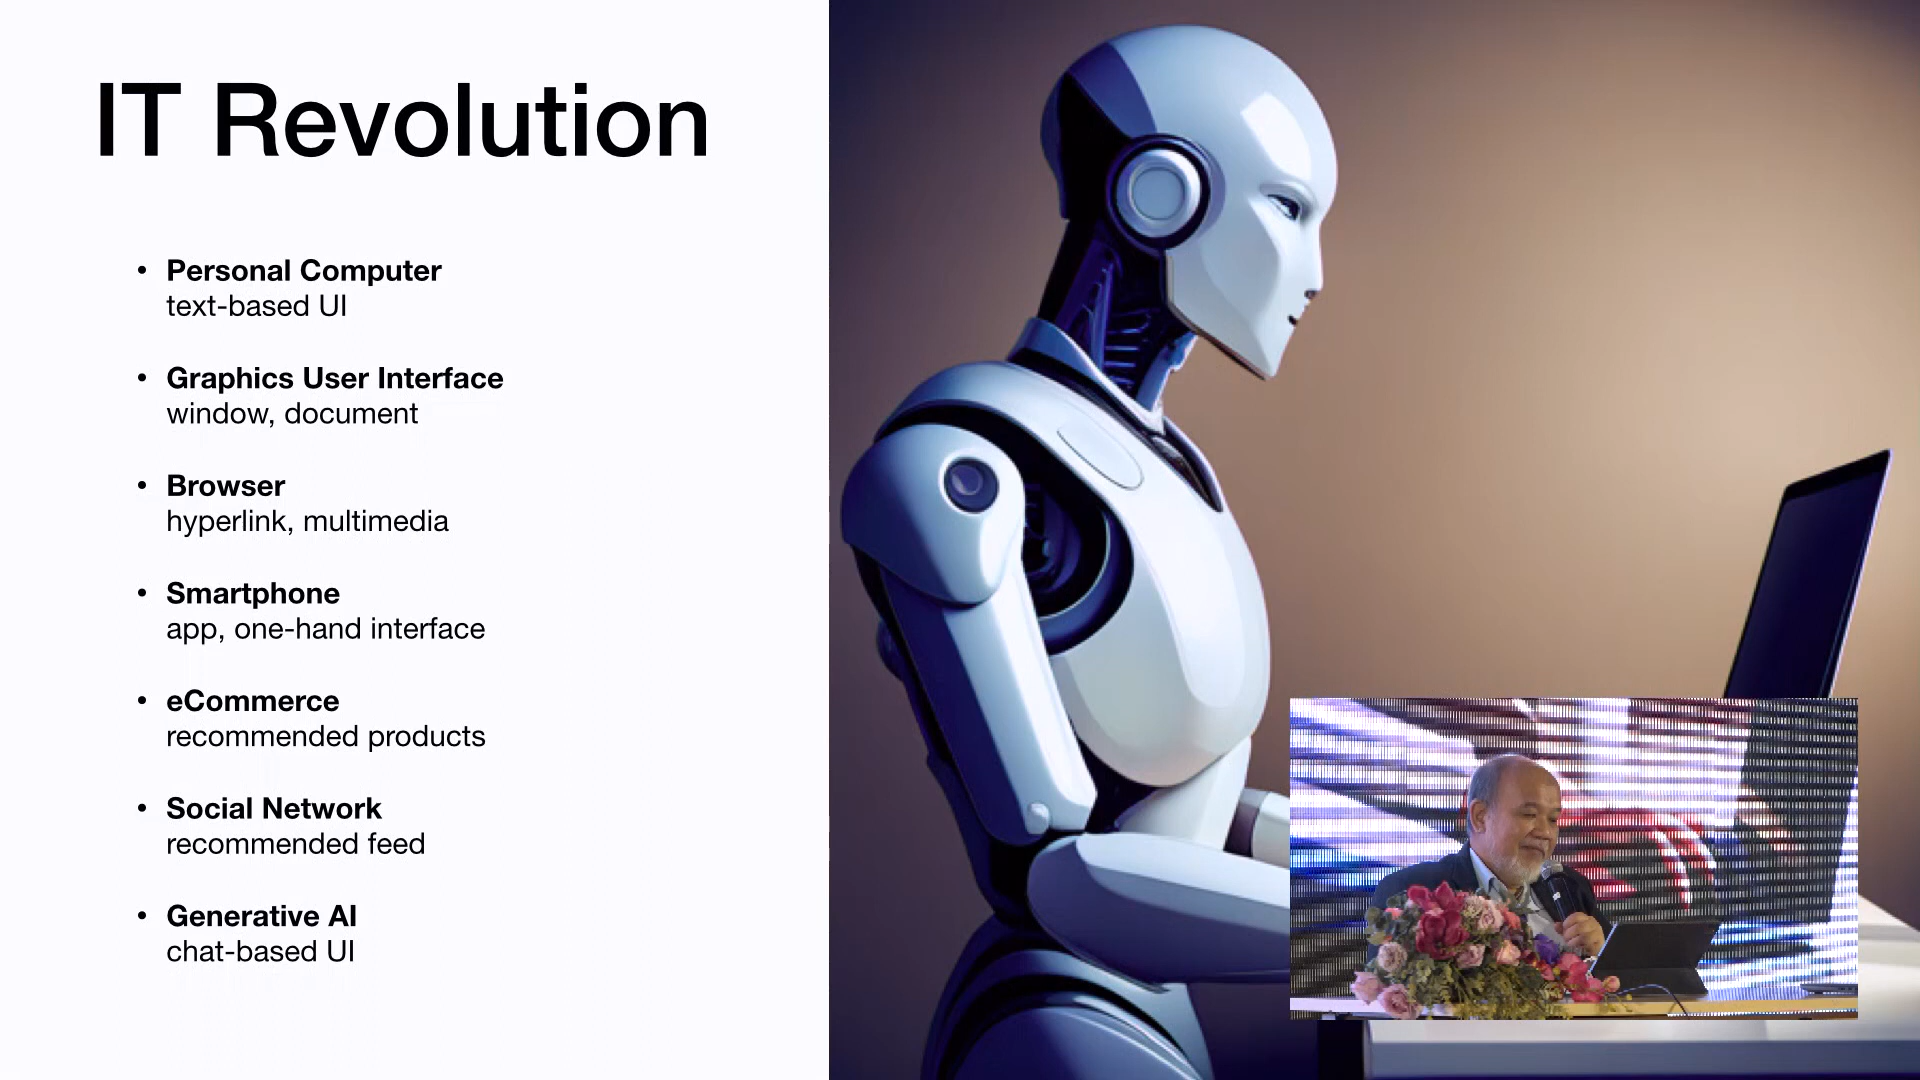 IT Revolution
• Personal Computer
text-based UI
• Graphics User Interface
window, document
• Browser
hyperlink, multimedia
• Smartphone
app, one-hand interface
• eCommerce
recommended products
• Social Network
recommended feed
• Generative AI
chat-based UI